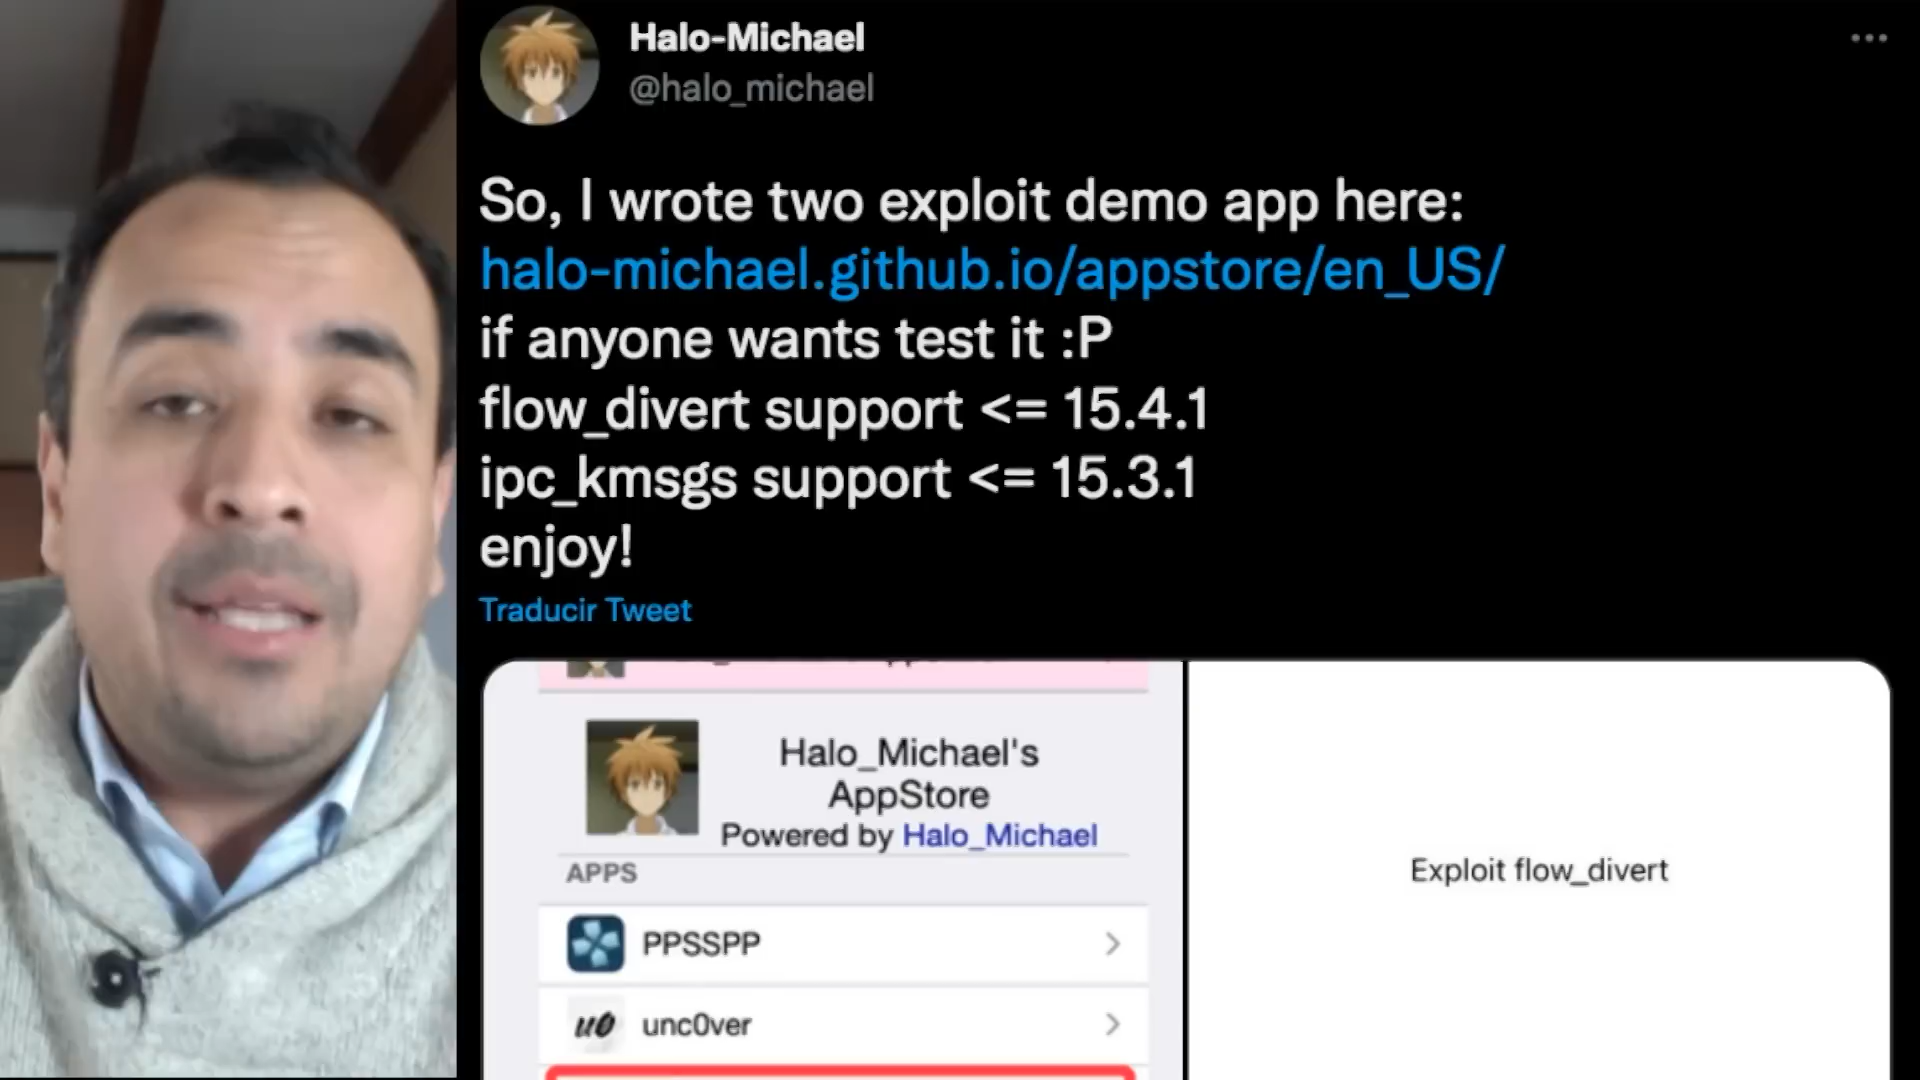 Halo-Michael
@halo_michael
So, I wrote two exploit demo app here:
halo-michael.github.io/appstore/en_US/
if anyone wants test it :P
flow_divert support <= 15.4.1
ipc_kmsgs support <= 15.3.1
enjoy!
Traducir Tweet
Halo_Michael's
AppStore
Powered by Halo_Michael
APPS
PPSSPP
u0 unc0ver
Exploit flow_divert